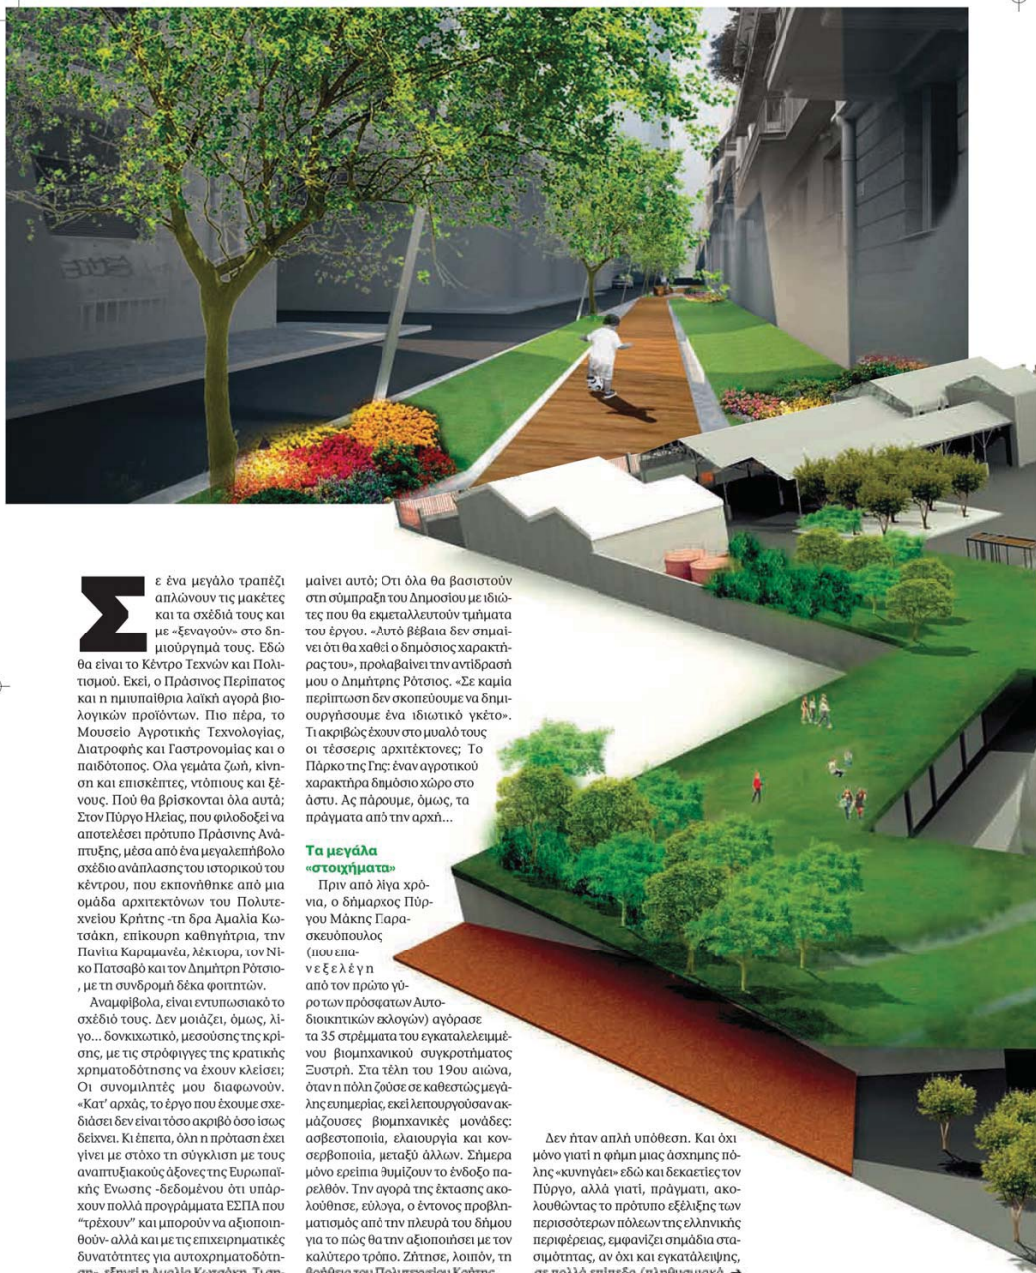 Σε ένα μεγάλο τραπέζι
απλώνουν τις μακέτες
και τα σχέδιά τους και
με «ξεναγούν» στο δη-
μιούργημά τους. Εδώ
θα είναι το Κέντρο Τεχνών και Πολι-
τισμού. Εκεί, ο Πράσινος Περίπατος
και η ημιυπαίθρια λαϊκή αγορά βιο-
λογικών προϊόντων. Πιο πέρα, το
Μουσείο Αγροτικής Τεχνολογίας,
Διατροφής και Γαστρονομίας και ο
παιδότοπος. Ολα γεμάτα ζωή, κίνη-
ση και επισκέπτες, ντόπιους και ξέ-
νους. Πού θα βρίσκονται όλα αυτά;
Στον Πύργο Ηλείας, που φιλοδοξεί να
αποτελέσει πρότυπο Πράσινης Ανά-
πτυξης, μέσα από ένα μεγαλεπήβολο
σχέδιο ανάπλασης του ιστορικού του
κέντρου, που εκπονήθηκε από μια
ομάδα αρχιτεκτόνων του Πολυτε-
χνείου Κρήτης -τη δρα Αμαλία Κω-
τσάκη, επίκουρη καθηγήτρια, την
Πανίτα Καραμανέα, λέκτορα, τον Νί-
κο Πατσαβό και τον Δημήτρη Ρότσιο-
, με τη συνδρομή δέκα φοιτητών.
Αναμφίβολα, είναι εντυπωσιακό το
σχέδιό τους. Δεν μοιάζει, όμως, λί-
γο... δονκιχωτικό, μεσούσης της κρί-
σης, με τις στρόφιγγες της κρατικής
χρηματοδότησης να έχουν κλείσει;
Οι συνομιλητές μου διαφωνούν.
«Κατ' αρχάς, το έργο που έχουμε σχε-
διάσει δεν είναι τόσο ακριβό όσο ίσως
δείχνει. Κι έπειτα, όλη η πρόταση έχει
γίνει με στόχο τη σύγκλιση με τους
αναπτυξιακούς άξονες της Ευρωπαϊ-
κής Ενωσης -δεδομένου ότι υπάρ-
χουν πολλά προγράμματα ΕΣΠΑ που
"τρέχουν" και μπορούν να αξιοποιη-
θούν- αλλά και με τις επιχειρηματικές
δυνατότητες για αυτοχρηματοδότη-
ση», εξηγεί η Αμαλία Κωτσάκη. Τι ση-
μαίνει αυτό; Οτι όλα θα βασιστούν
στη σύμπραξη του Δημοσίου με ιδιώ-
τες που θα εκμεταλλευτούν τμήματα
του έργου. «Αυτό βέβαια δεν σημαί-
νει ότι θα χαθεί ο δημόσιος χαρακτή-
ρας του», προλαβαίνει την αντίδρασή
μου ο Δημήτρης Ρότσιος. «Σε καμία
περίπτωση δεν σκοπεύουμε να δημι-
ουργήσουμε ένα ιδιωτικό γκέτο».
Τι ακριβώς έχουν στο μυαλό τους
οι τέσσερις αρχιτέκτονες; Το
Πάρκο της Γης: έναν αγροτικού
χαρακτήρα δημόσιο χώρο στο
άστυ. Ας πάρουμε, όμως, τα
πράγματα από την αρχή...
Τα μεγάλα
«στοιχήματα»
Πριν από λίγα χρό-
νια, ο δήμαρχος Πύρ-
γου Μάκης Παρα-
σκευόπουλος
(που επα-
νεξελέγη
από τον πρώτο γύ-
ρο των πρόσφατων Αυτο-
διοικητικών εκλογών) αγόρασε
τα 35 στρέμματα του εγκαταλελειμμέ-
νου βιομηχανικού συγκροτήματος
Ξυστρή. Στα τέλη του 19ου αιώνα,
όταν η πόλη ζούσε σε καθεστώς μεγά-
λης ευημερίας, εκεί λειτουργούσαν ακ-
μάζουσες βιομηχανικές μονάδες:
ασβεστοποιία, ελαιουργία και κον-
σερβοποιία, μεταξύ άλλων. Σήμερα
μόνο ερείπια θυμίζουν το ένδοξο πα-
ρελθόν. Την αγορά της έκτασης ακο-
λούθησε, εύλογα, ο έντονος προβλη-
ματισμός από την πλευρά του δήμου
για το πώς θα την αξιοποιήσει με τον
καλύτερο τρόπο. Ζήτησε, λοιπόν, τη
βοήθεια του Πολυτεχνείου Κρήτης.
Δεν ήταν απλή υπόθεση. Και όχι
μόνο γιατί η φήμη μιας άσχημης πό-
λης «κυνηγάει» εδώ και δεκαετίες τον
Πύργο, αλλά γιατί, πράγματι, ακο-
λουθώντας το πρότυπο εξέλιξης των
περισσότερων πόλεων της ελληνικής
περιφέρειας, εμφανίζει σημάδια στα-
σιμότητας, αν όχι και εγκατάλειψης,
σε πολλά επίπεδα (πληθυσμιακά, →